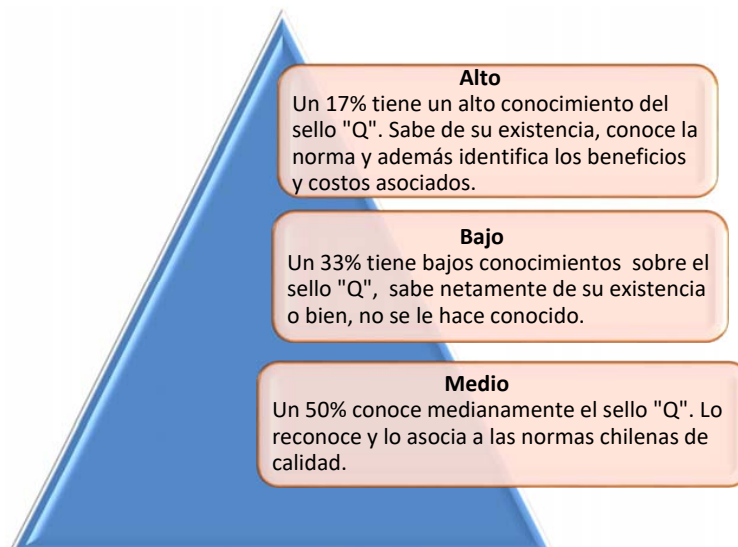 Alto
Un 17% tiene un alto conocimiento del
sello "Q". Sabe de su existencia, conoce la
norma y además identifica los beneficios
y costos asociados.
Bajo
Un 33% tiene bajos conocimientos sobre el
sello "Q", sabe netamente de su existencia
o bien, no se le hace conocido.
Medio
Un 50% conoce medianamente el sello "Q". Lo
reconoce y lo asocia a las normas chilenas de
calidad.